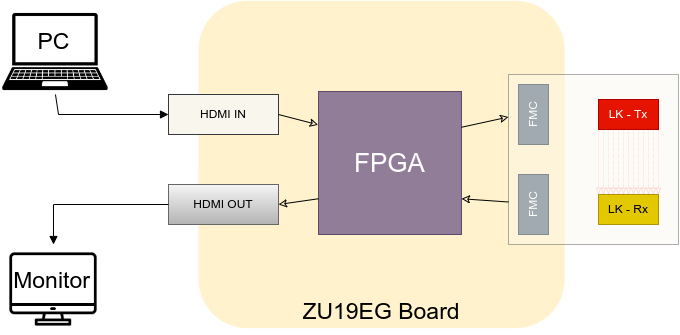 PC
HDMI IN
FMC
LK - Tx
FPGA
HDMI OUT
FMC
LK - Rx
Monitor
ZU19EG Board